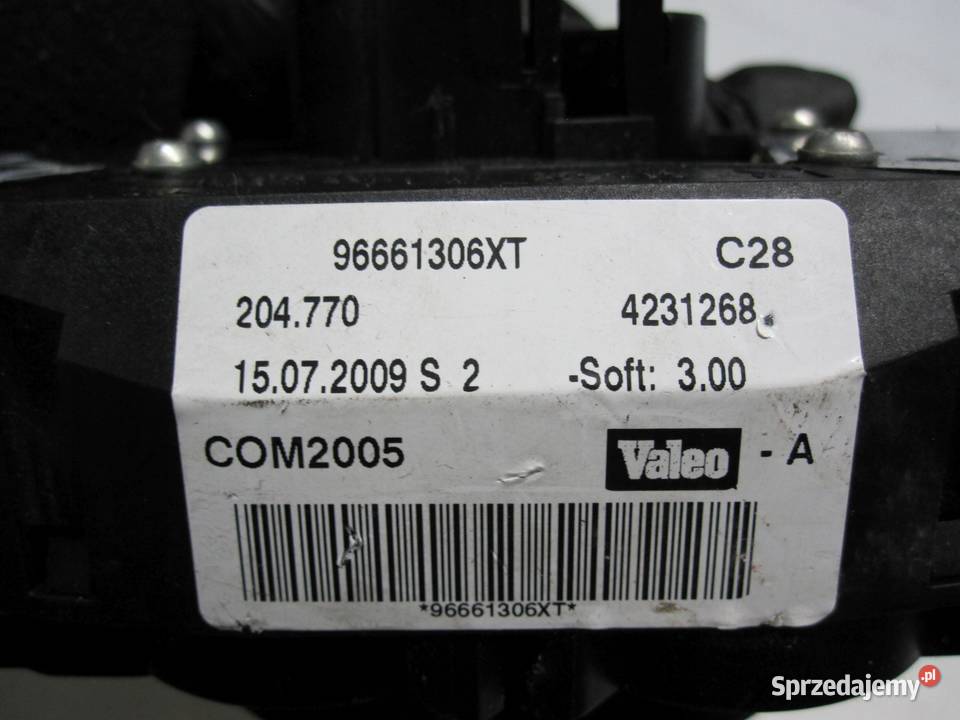 96661306XT C28
204.770 4231268
15.07.2009 S 2 -Soft: 3.00
COM2005 Valeo - A
*96661306XT*
Sprzedajemy.pl